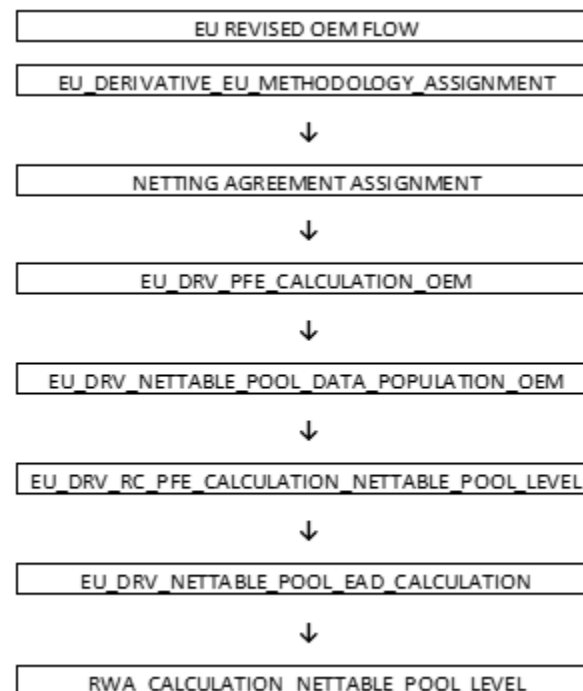 EU REVISED OEM FLOW
EU_DERIVATIVE_EU_METHODOLOGY_ASSIGNMENT
NETTING AGREEMENT ASSIGNMENT
EU_DRV_PFE_CALCULATION_OEM
EU_DRV_NETTABLE_POOL_DATA_POPULATION_OEM
EU_DRV_RC_PFE_CALCULATION_NETTABLE_POOL_LEVEL
EU_DRV_NETTABLE_POOL_EAD_CALCULATION
RWA_CALCULATION_NETTABLE_POOL_LEVEL